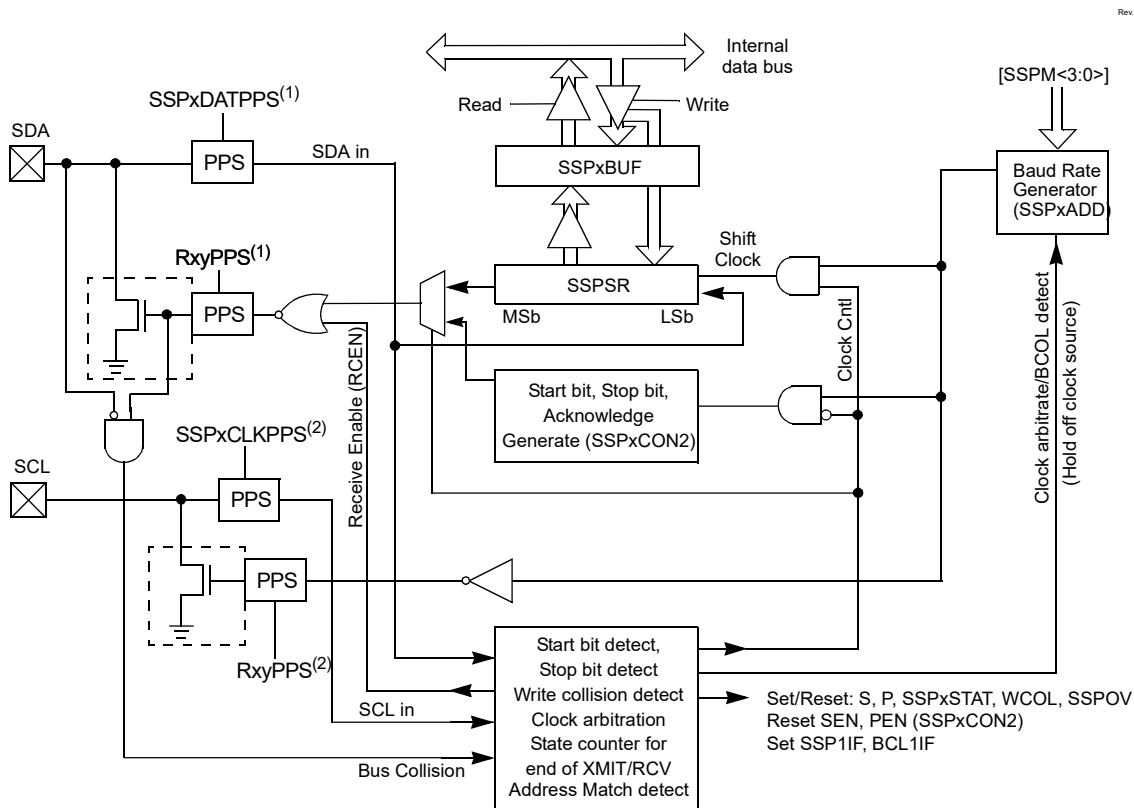 Rev.
Internal
data bus
[SSPM<3:0>]
Read
Write
SSPxDATPPS(1)
SDA
PPS
SDA in
SSPxBUF
Baud Rate
Generator
(SSPxADD)
RxyPPS(1)
Shift
Clock
PPS
SSPSR
MSb
LSb
Clock Cntl
Clock arbitrate/BCOL detect
(Hold off clock source)
Receive Enable (RCEN)
Start bit, Stop bit,
Acknowledge
Generate (SSPxCON2)
SSPxCLKPPS(2)
SCL
PPS
PPS
RxyPPS(2)
Start bit detect,
Stop bit detect
Write collision detect
Clock arbitration
State counter for
end of XMIT/RCV
Address Match detect
SCL in
Bus Collision
Set/Reset: S, P, SSPxSTAT, WCOL, SSPOV
Reset SEN, PEN (SSPxCON2)
Set SSP1IF, BCL1IF